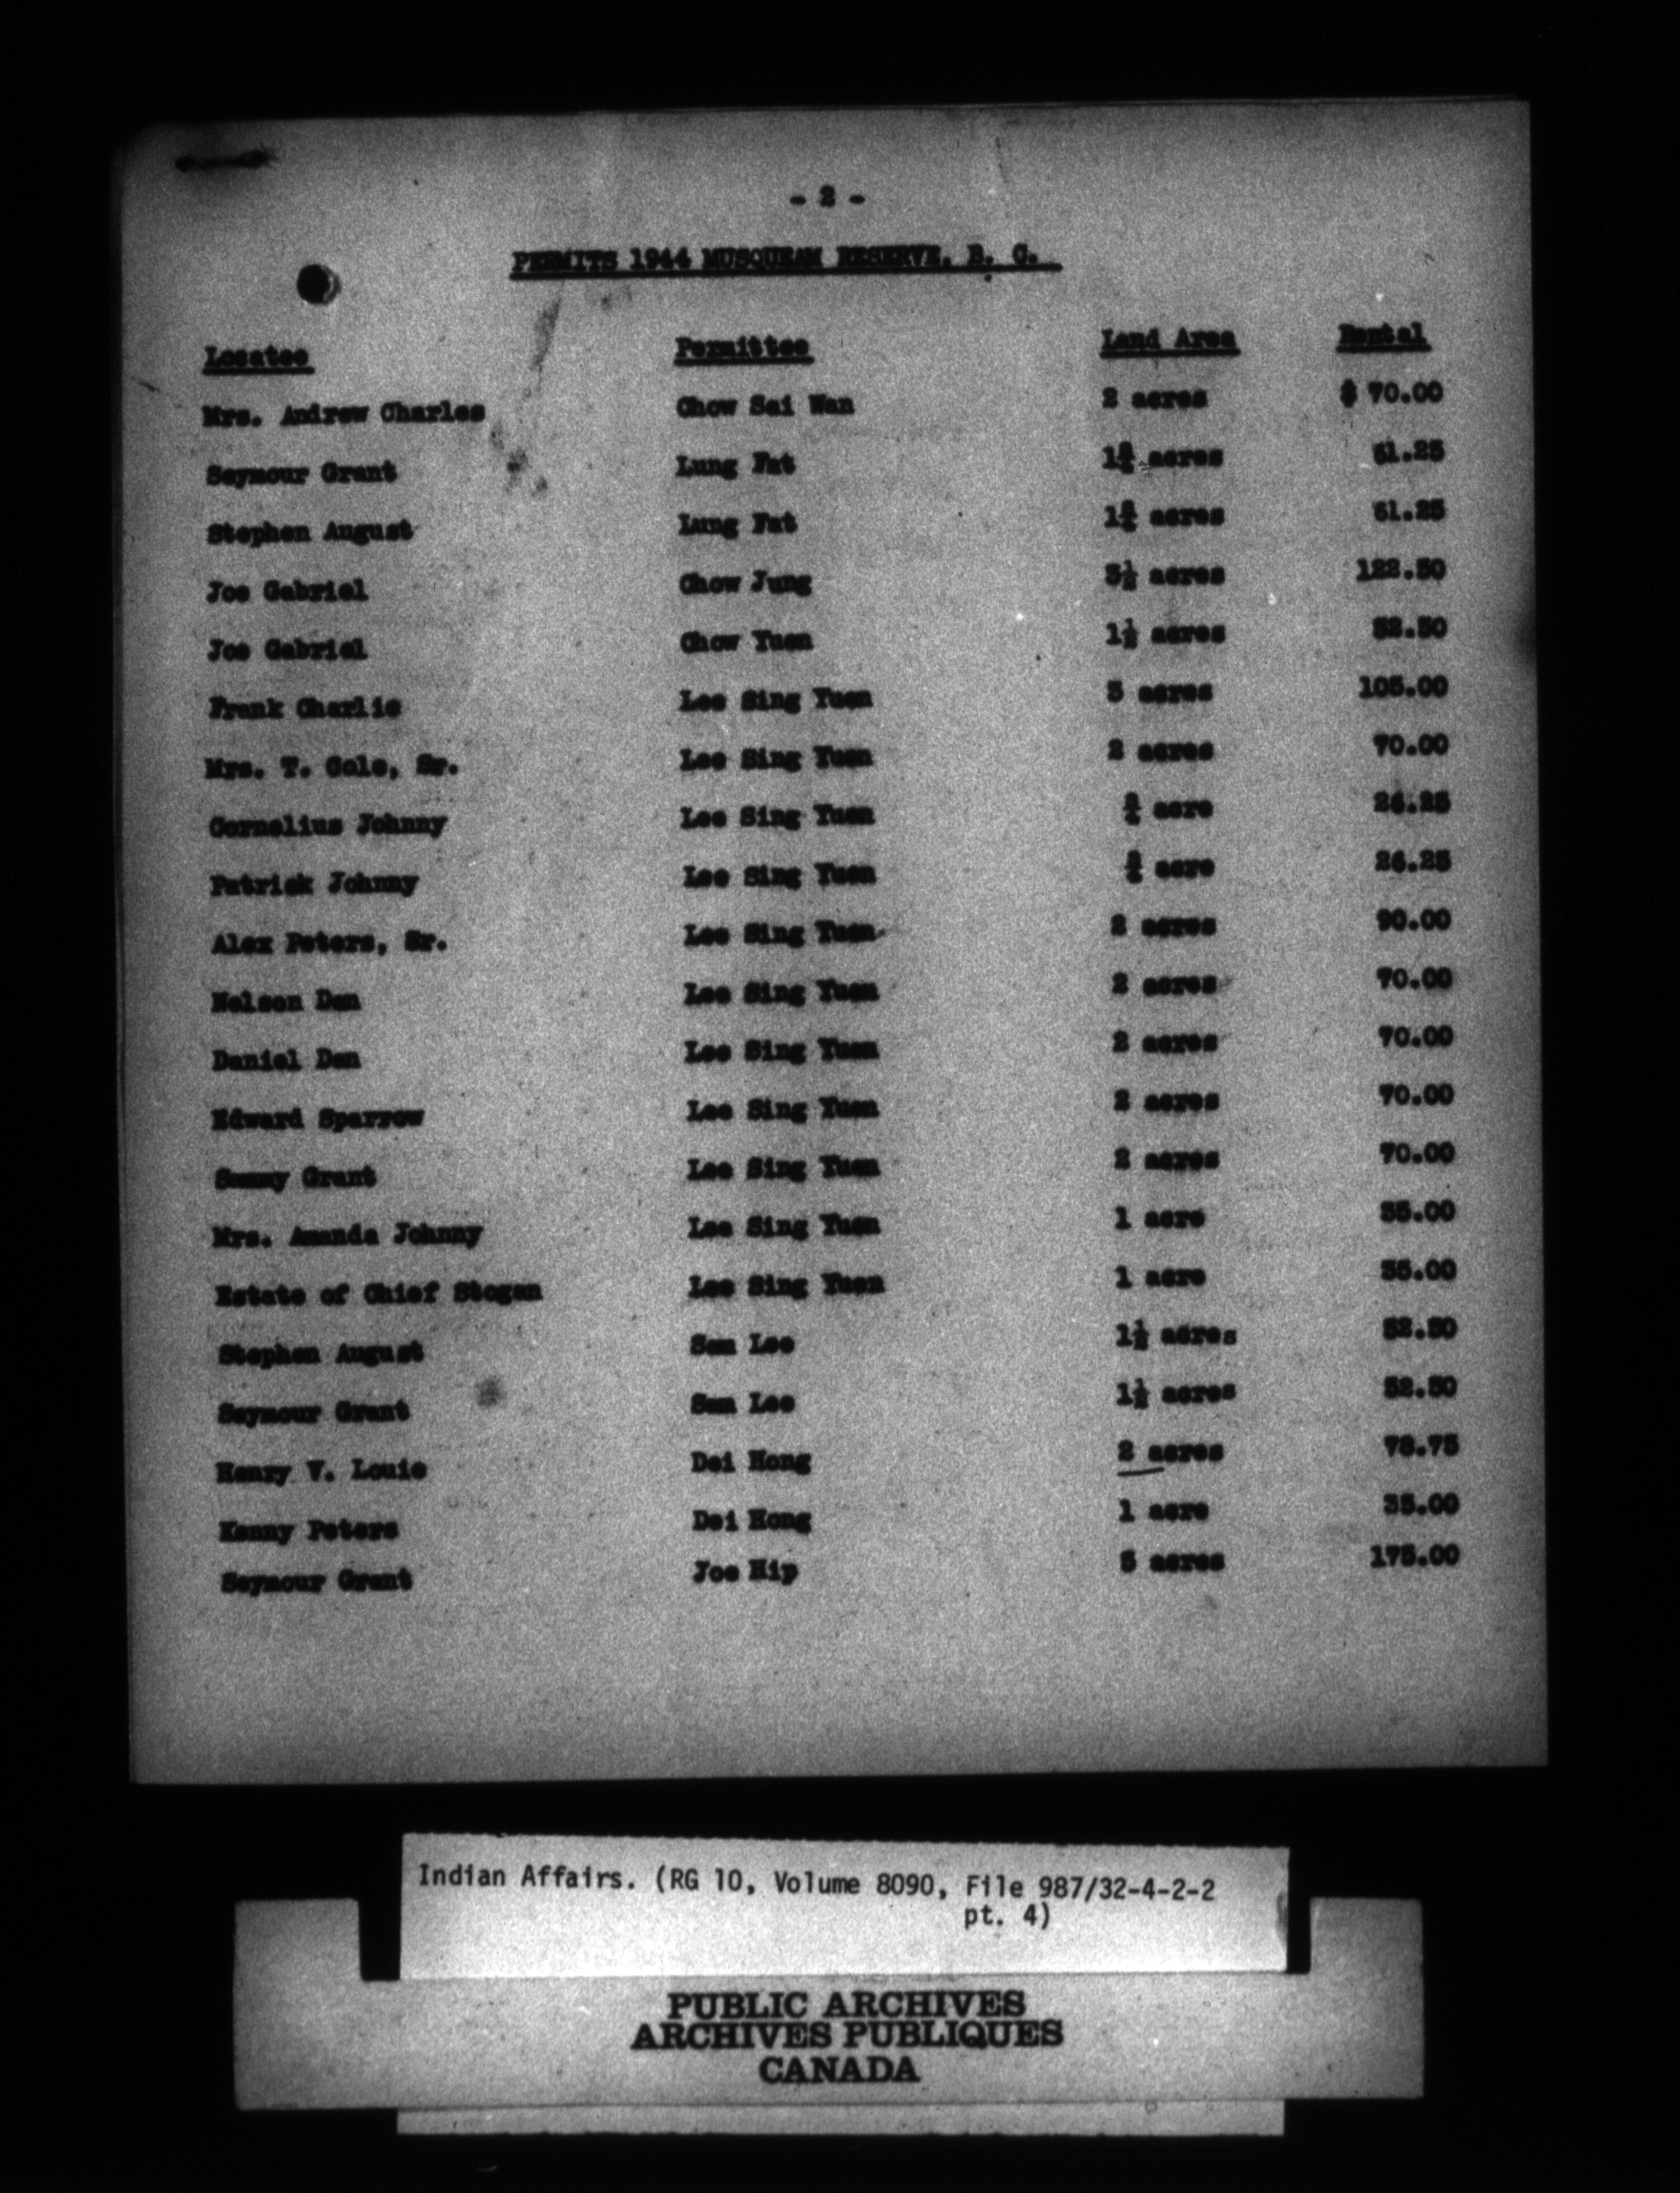 - 2 -
PERMITS 1944 MUSQUEAM RESERVE, B. C.
Locatee Permittee Land Area Rental
Mrs. Andrew Charles Chow Sai Wan 2 acres $ 70.00
Seymour Grant Lung Fat 1¾ acres 61.25
Stephen August Lung Fat 1¾ acres 61.25
Joe Gabriel Chow Jung 3½ acres 122.50
Joe Gabriel Chow Yuen 1½ acres 52.50
Frank Charlie Lee Sing Yuen 3 acres 105.00
Mrs. T. Cole, Sr. Lee Sing Yuen 2 acres 70.00
Cornelius Johnny Lee Sing Yuen ¾ acre 26.25
Patrick Johnny Lee Sing Yuen ¾ acre 26.25
Alex Peters, Sr. Lee Sing Yuen acres 90.00
Nelson Dan Lee Sing Yuen 2 acres 70.00
Daniel Dan Lee Sing Yuen 2 acres 70.00
Edward Sparrow Lee Sing Yuen 2 acres 70.00
Sammy Grant Lee Sing Yuen 2 acres 70.00
Mrs. Amanda Johnny Lee Sing Yuen 1 acre 35.00
Estate of Chief Stogan Lee Sing Yuen 1 acre 35.00
Stephen August Sam Lee 1½ acres 52.50
Seymour Grant Sam Lee 1½ acres 52.50
Henry V. Louie Dei Hong 2 acres 78.75
Kenny Peters Dei Hong 1 acre 35.00
Seymour Grant Joe Hip 5 acres 175.00
Indian Affairs. (RG 10, Volume 8090, File 987/32-4-2-2
pt. 4)
PUBLIC ARCHIVES
ARCHIVES PUBLIQUES
CANADA